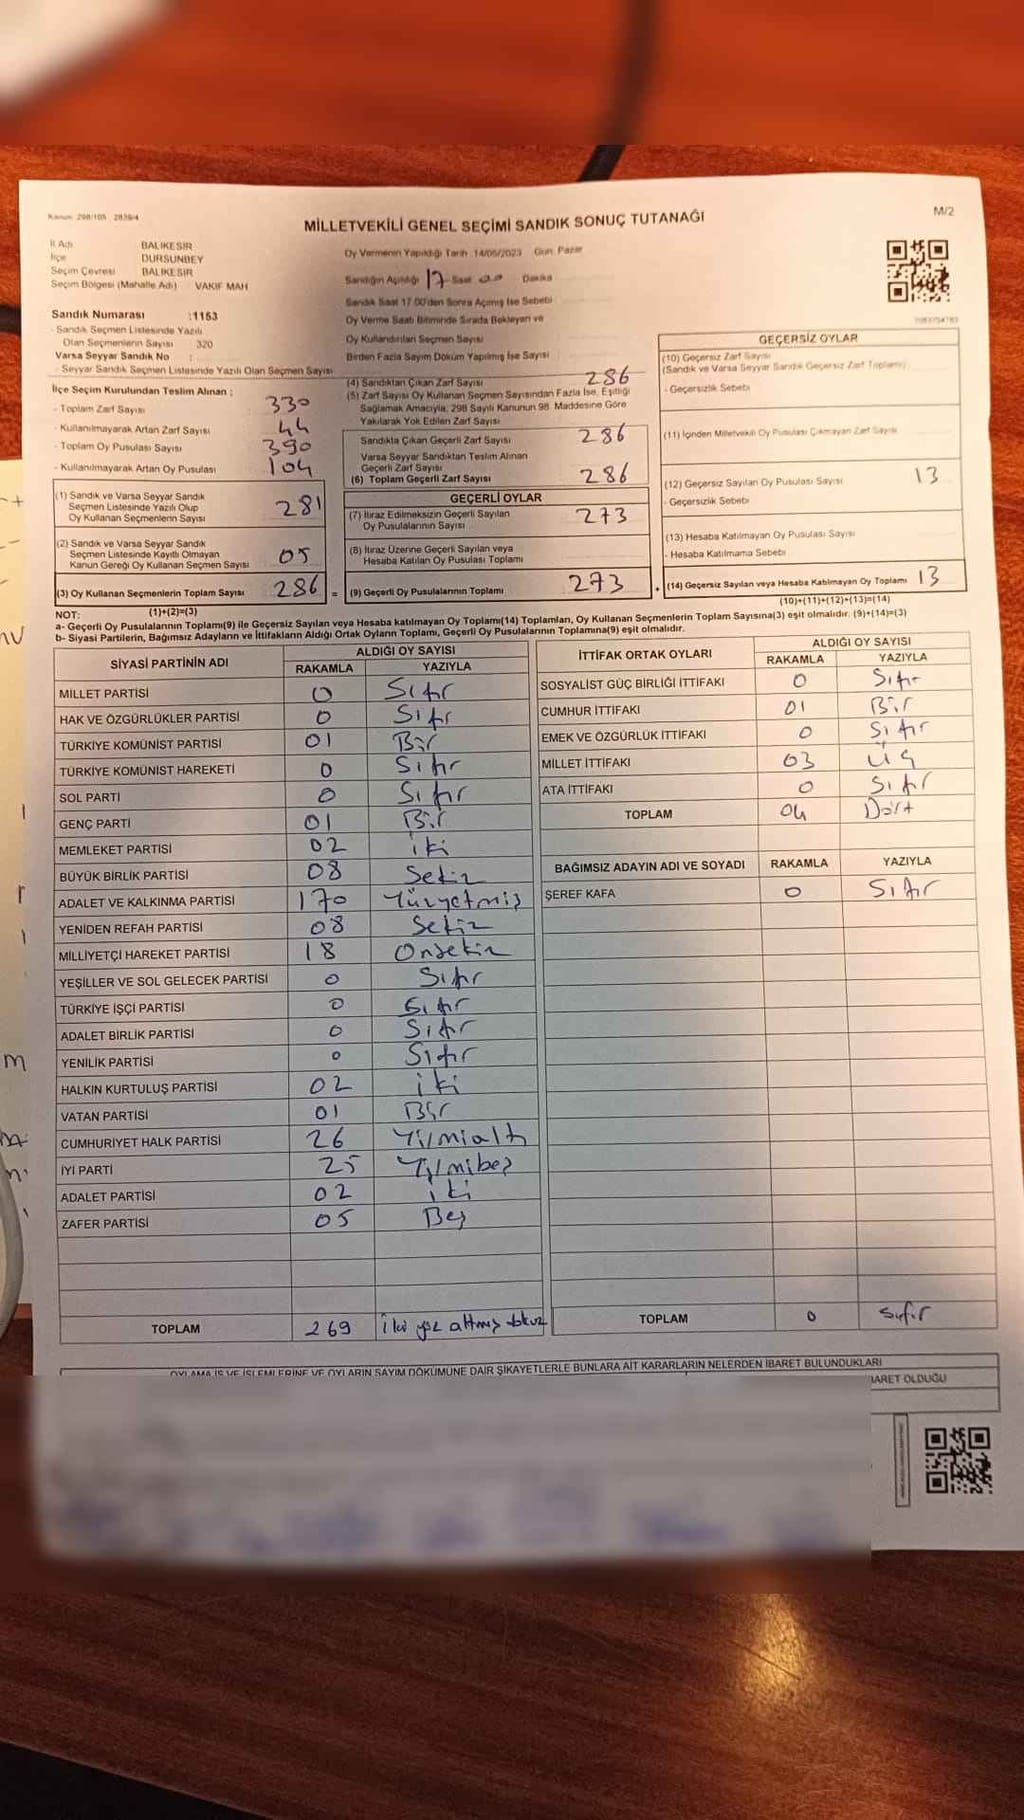 Kanun: 298/105 2839/4
MİLLETVEKİLİ GENEL SEÇİMİ SANDIK SONUÇ TUTANAĞI
M/2
İl Adı BALIKESİR
İlçe DURSUNBEY
Seçim Çevresi BALIKESİR
Seçim Bölgesi (Mahalle Adı) VAKIF MAH
Sandık Numarası :1153
- Sandık Seçmen Listesinde Yazılı
Olan Seçmenlerin Sayısı 320
Varsa Seyyar Sandık No :
- Seyyar Sandık Seçmen Listesinde Yazılı Olan Seçmen Sayısı
Oy Vermenin Yapıldığı Tarih :14/05/2023 Gün: Pazar
Sandığın Açıldığı 17 Saat 00 Dakika
Sandık Saat 17.00'den Sonra Açılmış İse Sebebi
Oy Verme Saati Bitiminde Sırada Bekleyen ve
Oy Kullandırılan Seçmen Sayısı
Birden Fazla Sayım Döküm Yapılmış İse Sayısı
İlçe Seçim Kurulundan Teslim Alınan :
- Toplam Zarf Sayısı 330
- Kullanılmayarak Artan Zarf Sayısı 44
- Toplam Oy Pusulası Sayısı 390
- Kullanılmayarak Artan Oy Pusulası 104
(4) Sandıktan Çıkan Zarf Sayısı 286
(5) Zarf Sayısı Oy Kullanan Seçmen Sayısından Fazla İse, Eşitliği
Sağlamak Amacıyla, 298 Sayılı Kanunun 98. Maddesine Göre
Yakılarak Yok Edilen Zarf Sayısı
Sandıkta Çıkan Geçerli Zarf Sayısı 286
Varsa Seyyar Sandıktan Teslim Alınan
Geçerli Zarf Sayısı
(6) Toplam Geçerli Zarf Sayısı 286
GEÇERSİZ OYLAR
(10) Geçersiz Zarf Sayısı
(Sandık ve Varsa Seyyar Sandık Geçersiz Zarf Toplamı)
- Geçersizlik Sebebi
(11) İçinden Milletvekili Oy Pusulası Çıkmayan Zarf Sayısı
(12) Geçersiz Sayılan Oy Pusulası Sayısı 13
- Geçersizlik Sebebi
(13) Hesaba Katılmayan Oy Pusulası Sayısı
- Hesaba Katılmama Sebebi
(14) Geçersiz Sayılan veya Hesaba Katılmayan Oy Toplamı 13
(10)+(11)+(12)+(13)=(14)
(1) Sandık ve Varsa Seyyar Sandık
Seçmen Listesinde Yazılı Olup
Oy Kullanan Seçmenlerin Sayısı 281
(2) Sandık ve Varsa Seyyar Sandık
Seçmen Listesinde Kayıtlı Olmayan
Kanun Gereği Oy Kullanan Seçmen Sayısı 05
(3) Oy Kullanan Seçmenlerin Toplam Sayısı 286 =
(1)+(2)=(3)
GEÇERLİ OYLAR
(7) İtiraz Edilmeksizin Geçerli Sayılan
Oy Pusulalarının Sayısı 273
(8) İtiraz Üzerine Geçerli Sayılan veya
Hesaba Katılan Oy Pusulası Toplamı
(9) Geçerli Oy Pusulalarının Toplamı 273 +
NOT:
a- Geçerli Oy Pusulalarının Toplamı(9) ile Geçersiz Sayılan veya Hesaba katılmayan Oy Toplamı(14) Toplamları, Oy Kullanan Seçmenlerin Toplam Sayısına(3) eşit olmalıdır. (9)+(14)=(3)
b- Siyasi Partilerin, Bağımsız Adayların ve İttifakların Aldığı Ortak Oyların Toplamı, Geçerli Oy Pusulalarının Toplamına(9) eşit olmalıdır.
SİYASİ PARTİNİN ADI ALDIĞI OY SAYISI
RAKAMLA YAZIYLA
MİLLET PARTİSİ 0 Sıfır
HAK VE ÖZGÜRLÜKLER PARTİSİ 0 Sıfır
TÜRKİYE KOMÜNİST PARTİSİ 01 Bir
TÜRKİYE KOMÜNİST HAREKETİ 0 Sıfır
SOL PARTİ 0 Sıfır
GENÇ PARTİ 01 Bir
MEMLEKET PARTİSİ 02 iki
BÜYÜK BİRLİK PARTİSİ 08 Sekiz
ADALET VE KALKINMA PARTİSİ 170 Yüzyetmiş
YENİDEN REFAH PARTİSİ 08 Sekiz
MİLLİYETÇİ HAREKET PARTİSİ 18 Onsekiz
YEŞİLLER VE SOL GELECEK PARTİSİ 0 Sıfır
TÜRKİYE İŞÇİ PARTİSİ 0 Sıfır
ADALET BİRLİK PARTİSİ 0 Sıfır
YENİLİK PARTİSİ 0 Sıfır
HALKIN KURTULUŞ PARTİSİ 02 iki
VATAN PARTİSİ 01 Bir
CUMHURİYET HALK PARTİSİ 26 Yirmialtı
İYİ PARTİ 25 Yirmibeş
ADALET PARTİSİ 02 iki
ZAFER PARTİSİ 05 Beş
TOPLAM 269 iki yüz altmış dokuz
İTTİFAK ORTAK OYLARI ALDIĞI OY SAYISI
RAKAMLA YAZIYLA
SOSYALİST GÜÇ BİRLİĞİ İTTİFAKI 0 Sıfır
CUMHUR İTTİFAKI 01 Bir
EMEK VE ÖZGÜRLÜK İTTİFAKI 0 Sıfır
MİLLET İTTİFAKI 03 Üç
ATA İTTİFAKI 0 Sıfır
TOPLAM 04 Dört
BAĞIMSIZ ADAYIN ADI VE SOYADI RAKAMLA YAZIYLA
ŞEREF KAFA 0 Sıfır
TOPLAM 0 sıfır
OYLAMA İŞ VE İŞLEMLERİNE VE OYLARIN SAYIM DÖKÜMÜNE DAİR ŞİKAYETLERLE BUNLARA AİT KARARLARIN NELERDEN İBARET BULUNDUKLARI
İBARET OLDUĞU